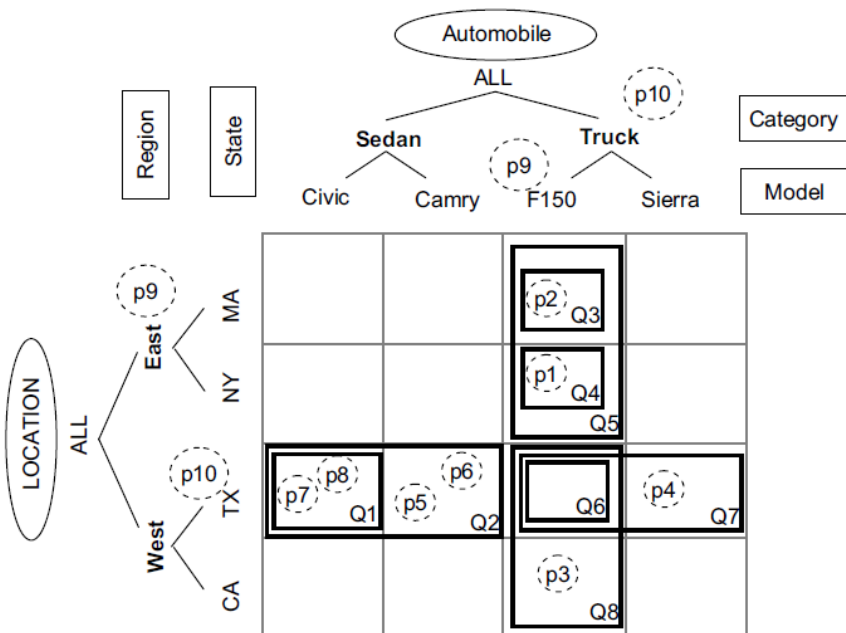 Automobile
ALL
p10
Region
State
Category
Sedan
Truck
p9
Model
Civic
Camry
F150
Sierra
p9
MA
p2
Q3
East
NY
p1
Q4
Q5
LOCATION
ALL
p10
TX
p7
p8
Q1
p5
p6
Q2
Q6
p4
Q7
West
CA
p3
Q8